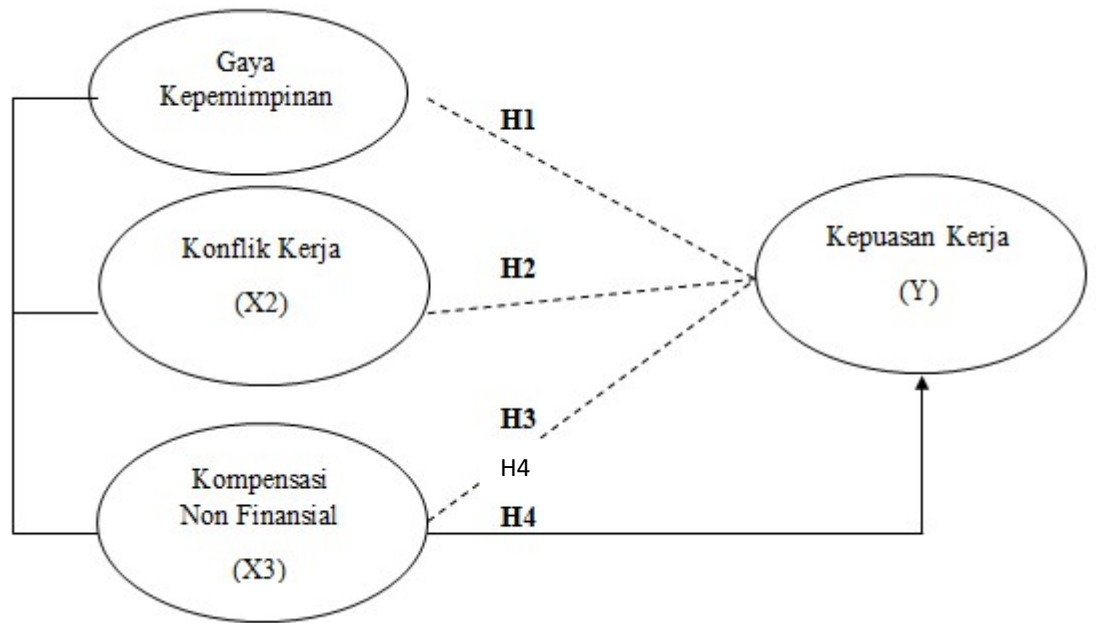 Gaya
Kepemimpinan
H1
Konflik Kerja
(X2)
H2
Kepuasan Kerja
(Y)
H3
H4
Kompensasi
Non Finansial
(X3)
H4